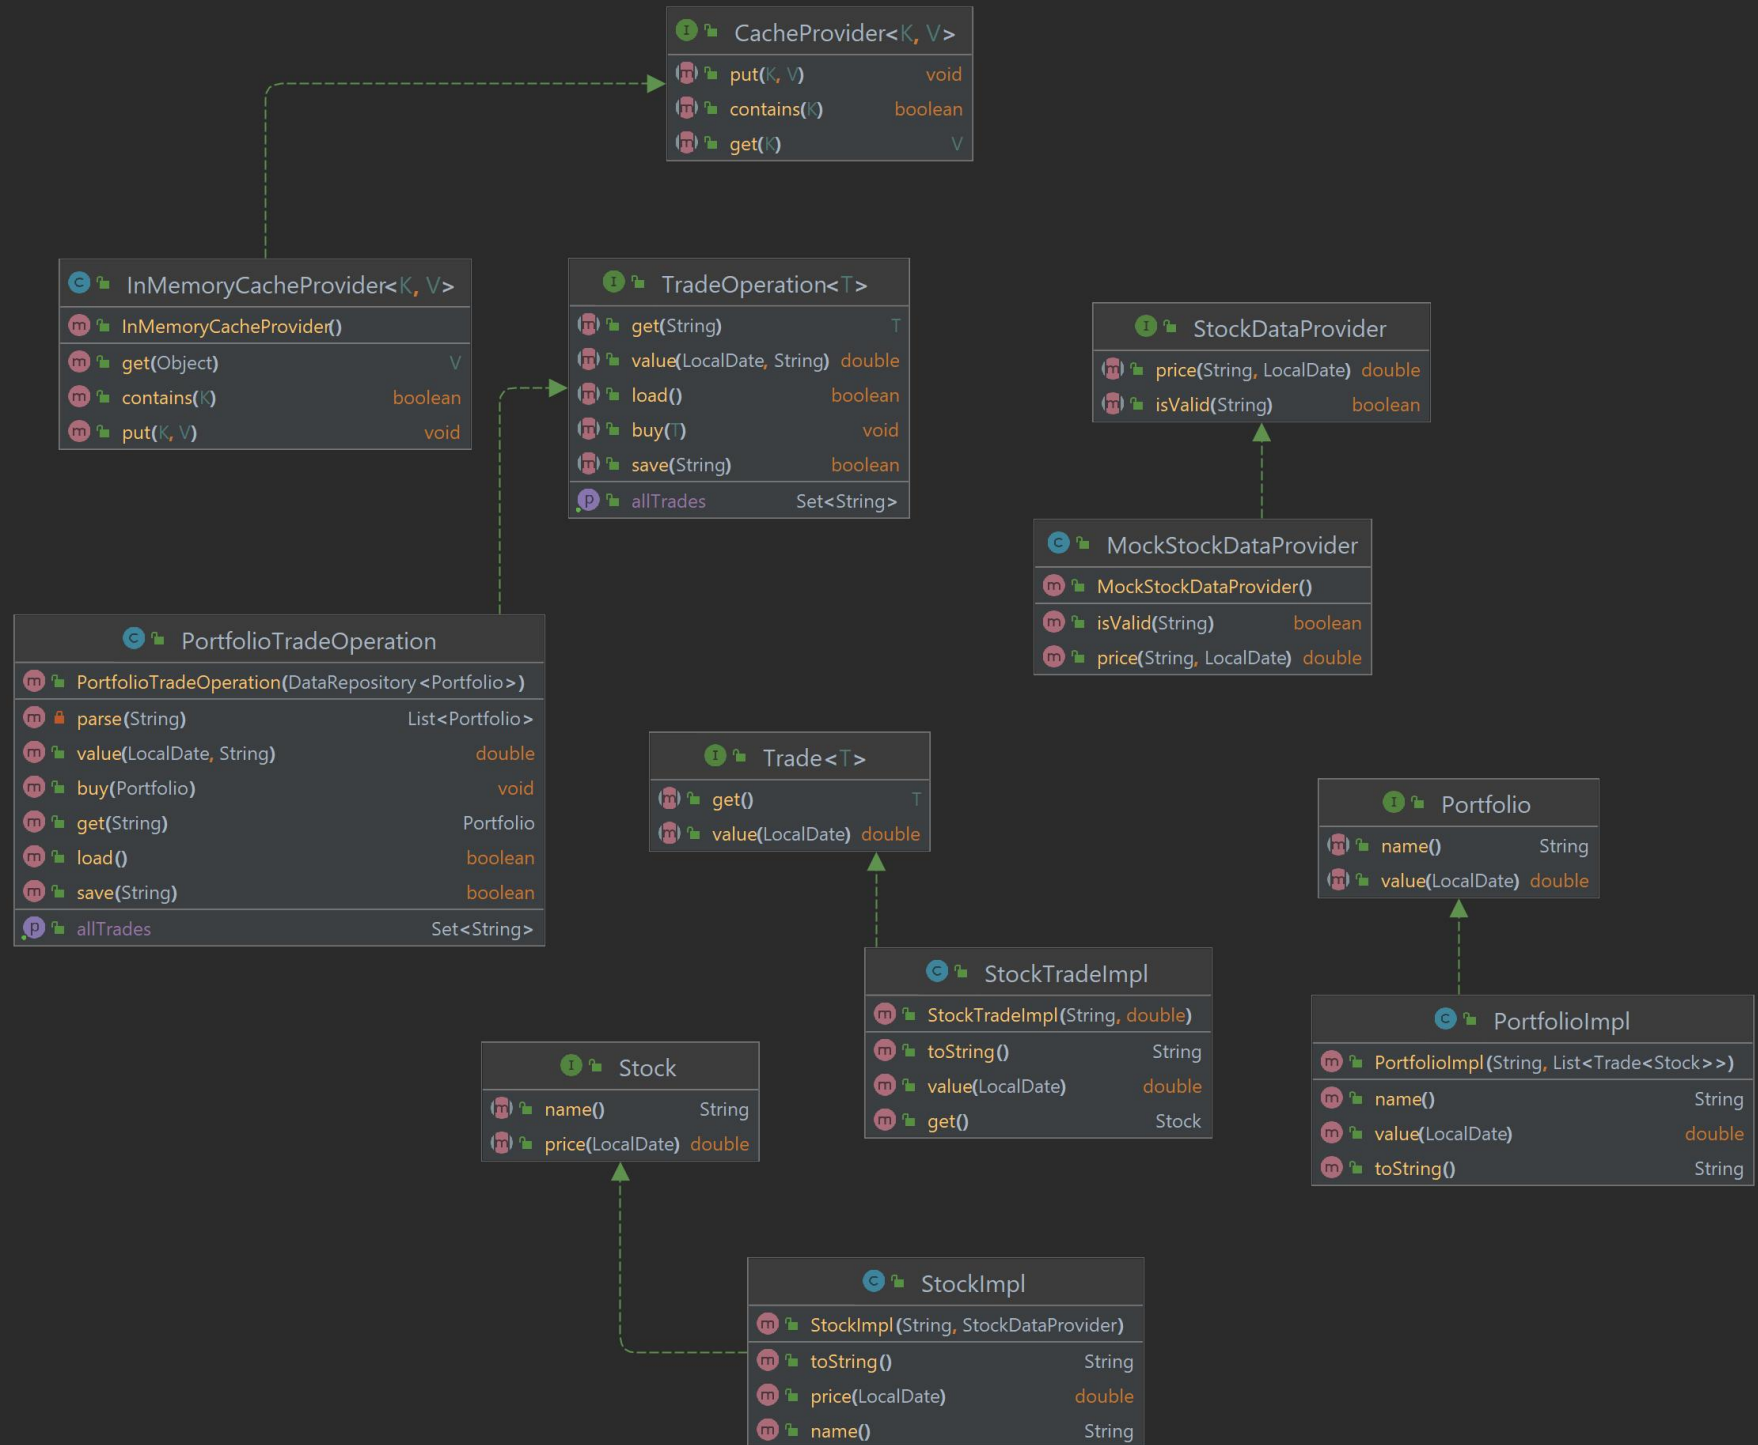 CacheProvider<K, V>
put(K, V) void
contains(K) boolean
get(K) V
InMemoryCacheProvider<K, V>
InMemoryCacheProvider()
get(Object) V
contains(K) boolean
put(K, V) void
TradeOperation<T>
get(String) T
value(LocalDate, String) double
load() boolean
buy(T) void
save(String) boolean
allTrades Set<String>
StockDataProvider
price(String, LocalDate) double
isValid(String) boolean
MockStockDataProvider
MockStockDataProvider()
isValid(String) boolean
price(String, LocalDate) double
PortfolioTradeOperation
PortfolioTradeOperation(DataRepository<Portfolio>)
parse(String) List<Portfolio>
value(LocalDate, String) double
buy(Portfolio) void
get(String) Portfolio
load() boolean
save(String) boolean
allTrades Set<String>
Trade<T>
get() T
value(LocalDate) double
Portfolio
name() String
value(LocalDate) double
StockTradeImpl
StockTradeImpl(String, double)
toString() String
value(LocalDate) double
get() Stock
PortfolioImpl
PortfolioImpl(String, List<Trade<Stock>>)
name() String
value(LocalDate) double
toString() String
Stock
name() String
price(LocalDate) double
StockImpl
StockImpl(String, StockDataProvider)
toString() String
price(LocalDate) double
name() String